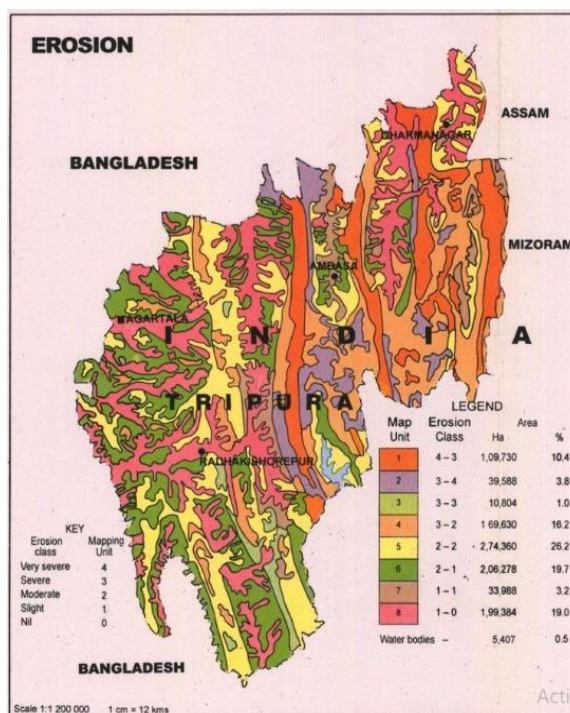 EROSION
ASSAM
DHARMANAGAR
BANGLADESH
MIZORAM
AMBASA
AGARTALA
I N D I A
T R I P U R A
RADHAKISHOREPUR
LEGEND
Map Unit Erosion Class Area Ha %
1 4-3 1,09,730 10.4
2 3-4 39,588 3.8
3 3-3 10,804 1.0
4 3-2 1 69,630 16.2
5 2-2 2,74,360 26.2
6 2-1 2,06,278 19.7
7 1-1 33,988 3.2
8 1-0 1,99,384 19.0
Water bodies - 5,407 0.5
KEY
Erosion class Mapping Unit
Very severe 4
Severe 3
Moderate 2
Slight 1
Nil 0
BANGLADESH
Scale 1:1 200 000 1 cm = 12 kms
Acti